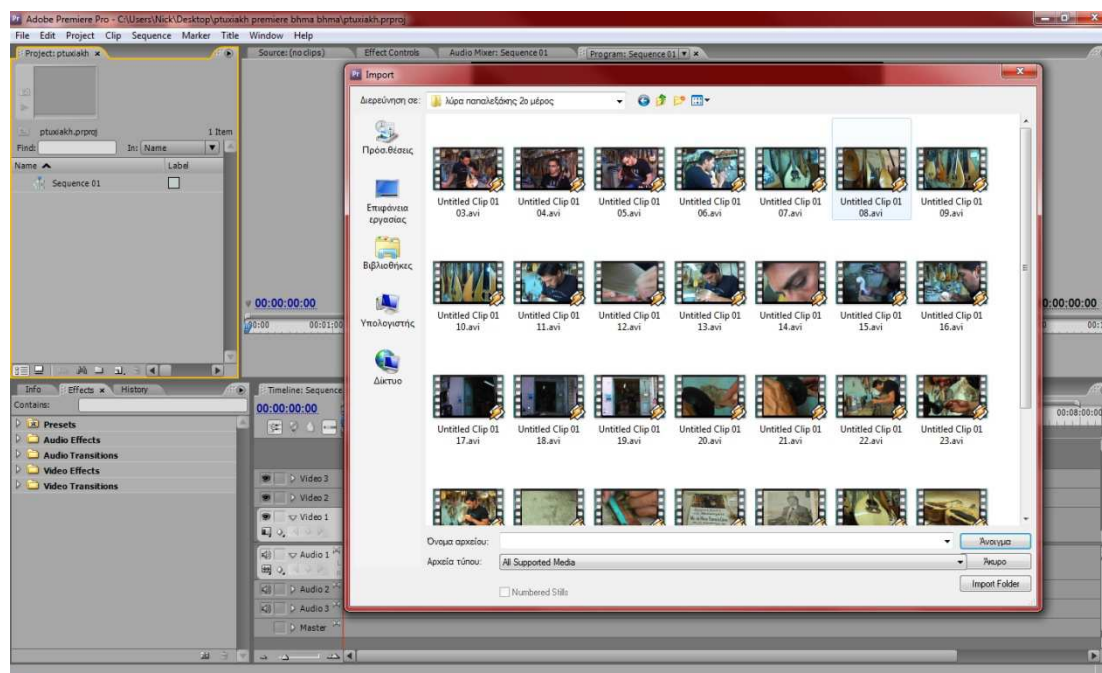 Adobe Premiere Pro - C:\Users\Nick\Desktop\ptuxiakh premiere bhma bhma\ptuxiakh.prproj
File Edit Project Clip Sequence Marker Title Window Help
Project: ptuxiakh x
Source: (no clips) Effect Controls Audio Mixer: Sequence 01 Program: Sequence 01 x
ptuxiakh.prproj 1 Item
Find: In: Name
Name Label
Sequence 01
Import
Διερεύνηση σε: λύρα παπαλεξάκης 2ο μέρος
Πρόσ.θέσεις
Επιφάνεια
εργασίας
Βιβλιοθήκες
Υπολογιστής
Δίκτυο
Untitled Clip 01 Untitled Clip 01 Untitled Clip 01 Untitled Clip 01 Untitled Clip 01 Untitled Clip 01 Untitled Clip 01
03.avi 04.avi 05.avi 06.avi 07.avi 08.avi 09.avi
Untitled Clip 01 Untitled Clip 01 Untitled Clip 01 Untitled Clip 01 Untitled Clip 01 Untitled Clip 01 Untitled Clip 01
10.avi 11.avi 12.avi 13.avi 14.avi 15.avi 16.avi
Untitled Clip 01 Untitled Clip 01 Untitled Clip 01 Untitled Clip 01 Untitled Clip 01 Untitled Clip 01 Untitled Clip 01
17.avi 18.avi 19.avi 20.avi 21.avi 22.avi 23.avi
Όνομα αρχείου: Άνοιγμα
Αρχεία τύπου: All Supported Media Άκυρο
Numbered Stills Import Folder
00:00:00:00 0:00:00:00
00:00 00:01:00
Info Effects x History
Contains:
Presets
Audio Effects
Audio Transitions
Video Effects
Video Transitions
Timeline: Sequence
00:00:00:00 00:08:00:00
Video 3
Video 2
Video 1
Audio 1
Audio 2
Audio 3
Master